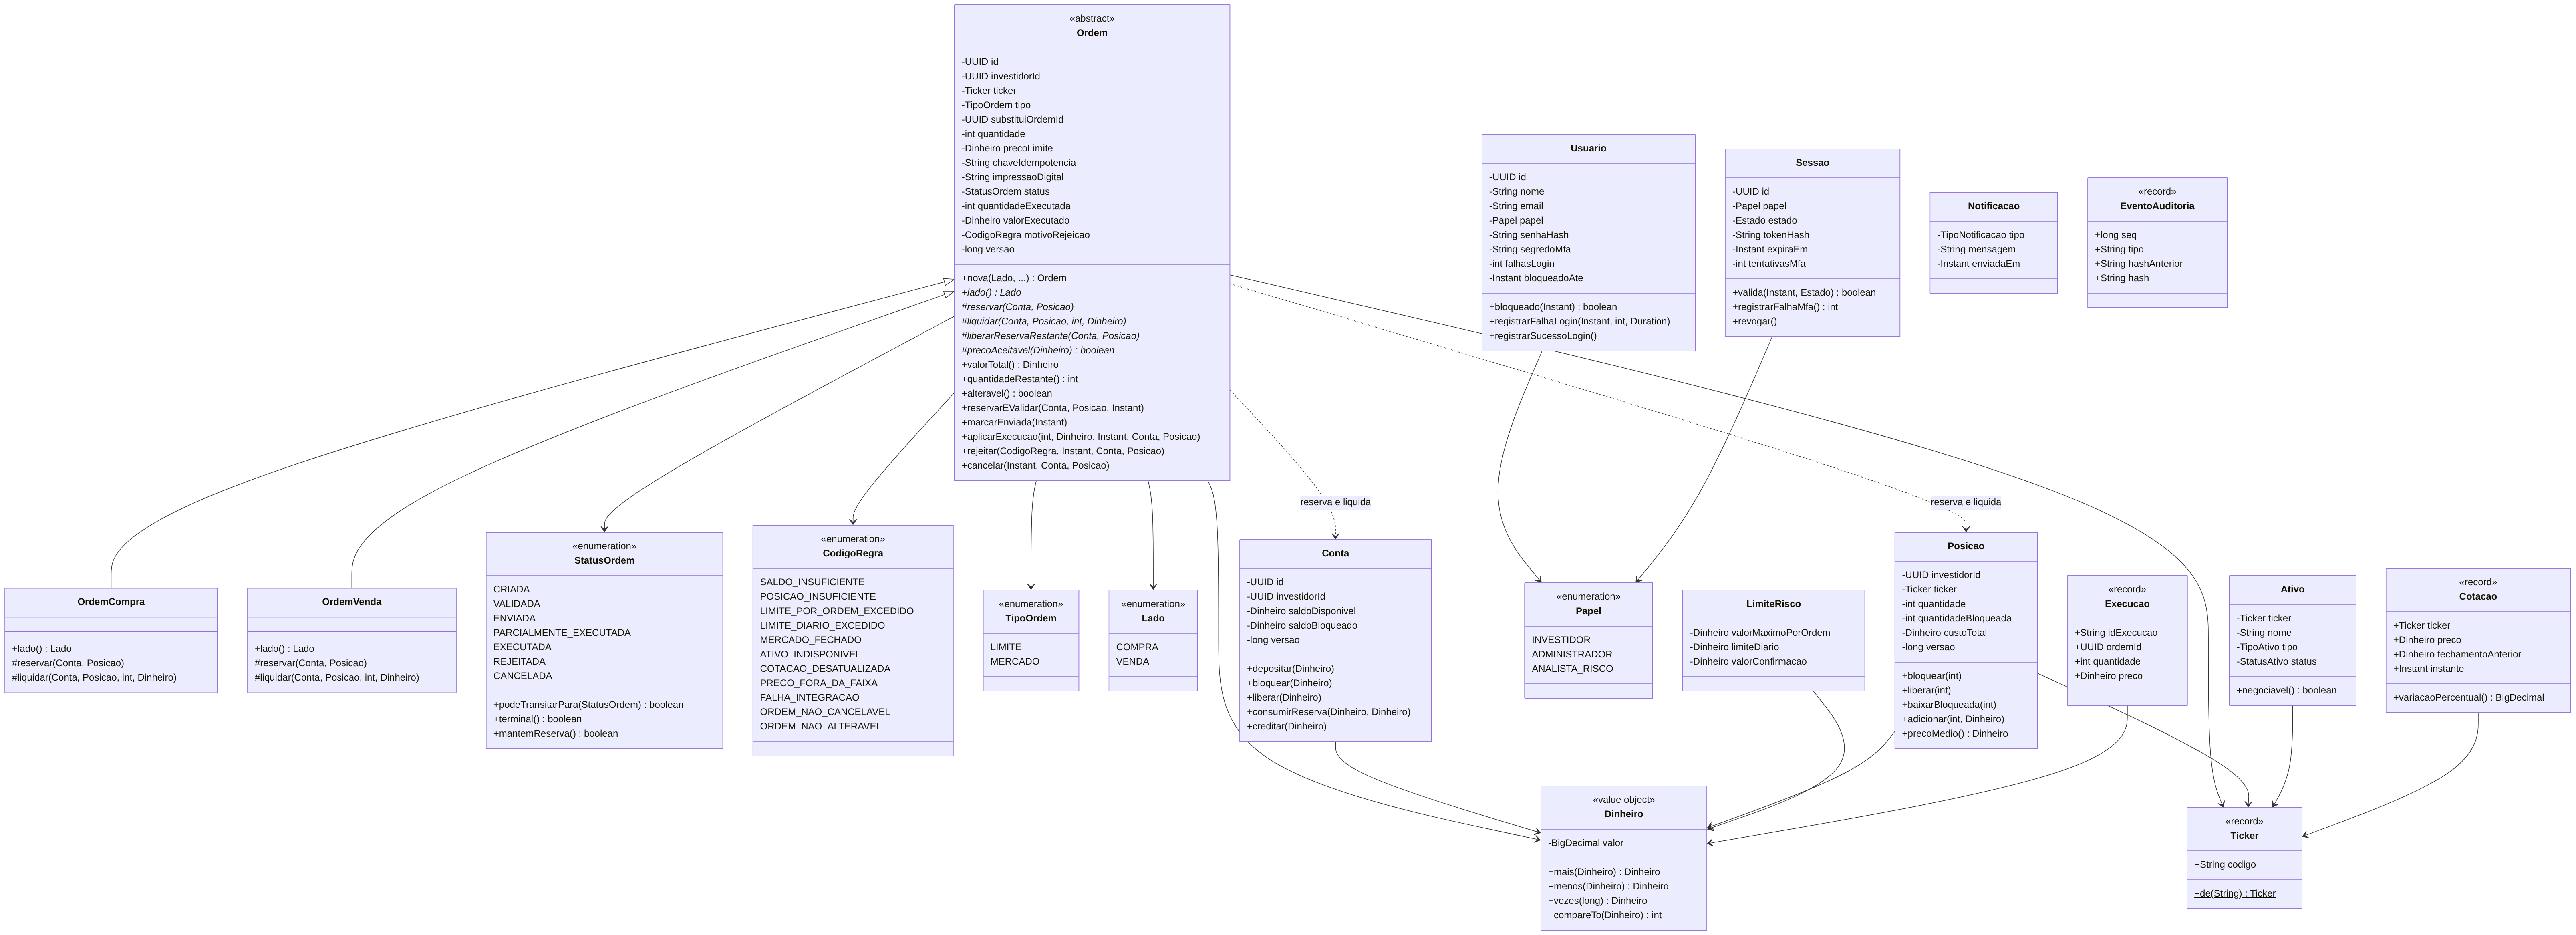 «abstract»
Ordem
-UUID id
-UUID investidorId
-Ticker ticker
-TipoOrdem tipo
-UUID substituiOrdemId
-int quantidade
-Dinheiro precoLimite
-String chaveIdempotencia
-String impressaoDigital
-StatusOrdem status
-int quantidadeExecutada
-Dinheiro valorExecutado
-CodigoRegra motivoRejeicao
-long versao
+nova(Lado, ...) : Ordem
+lado() : Lado
#reservar(Conta, Posicao)
#liquidar(Conta, Posicao, int, Dinheiro)
#liberarReservaRestante(Conta, Posicao)
#precoAceitavel(Dinheiro) : boolean
+valorTotal() : Dinheiro
+quantidadeRestante() : int
+alteravel() : boolean
+reservarEValidar(Conta, Posicao, Instant)
+marcarEnviada(Instant)
+aplicarExecucao(int, Dinheiro, Instant, Conta, Posicao)
+rejeitar(CodigoRegra, Instant, Conta, Posicao)
+cancelar(Instant, Conta, Posicao)
Usuario
-UUID id
-String nome
-String email
-Papel papel
-String senhaHash
-String segredoMfa
-int falhasLogin
-Instant bloqueadoAte
+bloqueado(Instant) : boolean
+registrarFalhaLogin(Instant, int, Duration)
+registrarSucessoLogin()
Sessao
-UUID id
-Papel papel
-Estado estado
-String tokenHash
-Instant expiraEm
-int tentativasMfa
+valida(Instant, Estado) : boolean
+registrarFalhaMfa() : int
+revogar()
Notificacao
-TipoNotificacao tipo
-String mensagem
-Instant enviadaEm
«record»
EventoAuditoria
+long seq
+String tipo
+String hashAnterior
+String hash
reserva e liquida
reserva e liquida
OrdemCompra
+lado() : Lado
#reservar(Conta, Posicao)
#liquidar(Conta, Posicao, int, Dinheiro)
OrdemVenda
+lado() : Lado
#reservar(Conta, Posicao)
#liquidar(Conta, Posicao, int, Dinheiro)
«enumeration»
StatusOrdem
CRIADA
VALIDADA
ENVIADA
PARCIALMENTE_EXECUTADA
EXECUTADA
REJEITADA
CANCELADA
+podeTransitarPara(StatusOrdem) : boolean
+terminal() : boolean
+mantemReserva() : boolean
«enumeration»
CodigoRegra
SALDO_INSUFICIENTE
POSICAO_INSUFICIENTE
LIMITE_POR_ORDEM_EXCEDIDO
LIMITE_DIARIO_EXCEDIDO
MERCADO_FECHADO
ATIVO_INDISPONIVEL
COTACAO_DESATUALIZADA
PRECO_FORA_DA_FAIXA
FALHA_INTEGRACAO
ORDEM_NAO_CANCELAVEL
ORDEM_NAO_ALTERAVEL
«enumeration»
TipoOrdem
LIMITE
MERCADO
«enumeration»
Lado
COMPRA
VENDA
Conta
-UUID id
-UUID investidorId
-Dinheiro saldoDisponivel
-Dinheiro saldoBloqueado
-long versao
+depositar(Dinheiro)
+bloquear(Dinheiro)
+liberar(Dinheiro)
+consumirReserva(Dinheiro, Dinheiro)
+creditar(Dinheiro)
«enumeration»
Papel
INVESTIDOR
ADMINISTRADOR
ANALISTA_RISCO
LimiteRisco
-Dinheiro valorMaximoPorOrdem
-Dinheiro limiteDiario
-Dinheiro valorConfirmacao
Posicao
-UUID investidorId
-Ticker ticker
-int quantidade
-int quantidadeBloqueada
-Dinheiro custoTotal
-long versao
+bloquear(int)
+liberar(int)
+baixarBloqueada(int)
+adicionar(int, Dinheiro)
+precoMedio() : Dinheiro
«record»
Execucao
+String idExecucao
+UUID ordemId
+int quantidade
+Dinheiro preco
Ativo
-Ticker ticker
-String nome
-TipoAtivo tipo
-StatusAtivo status
+negociavel() : boolean
«record»
Cotacao
+Ticker ticker
+Dinheiro preco
+Dinheiro fechamentoAnterior
+Instant instante
+variacaoPercentual() : BigDecimal
«value object»
Dinheiro
-BigDecimal valor
+mais(Dinheiro) : Dinheiro
+menos(Dinheiro) : Dinheiro
+vezes(long) : Dinheiro
+compareTo(Dinheiro) : int
«record»
Ticker
+String codigo
+de(String) : Ticker